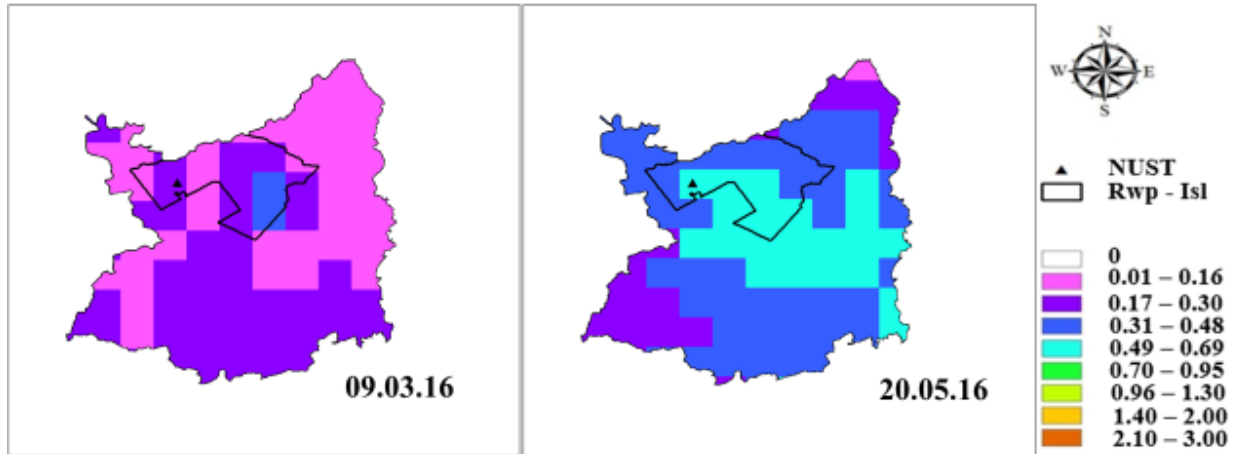 09.03.16
20.05.16
N
W E
S
NUST
Rwp - Isl
0
0.01 – 0.16
0.17 – 0.30
0.31 – 0.48
0.49 – 0.69
0.70 – 0.95
0.96 – 1.30
1.40 – 2.00
2.10 – 3.00